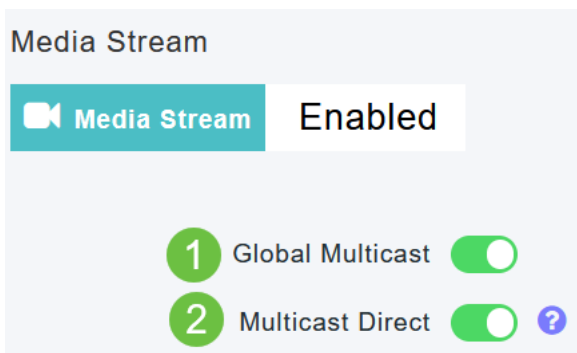 Media Stream
Media Stream Enabled
1 Global Multicast
2 Multicast Direct ?